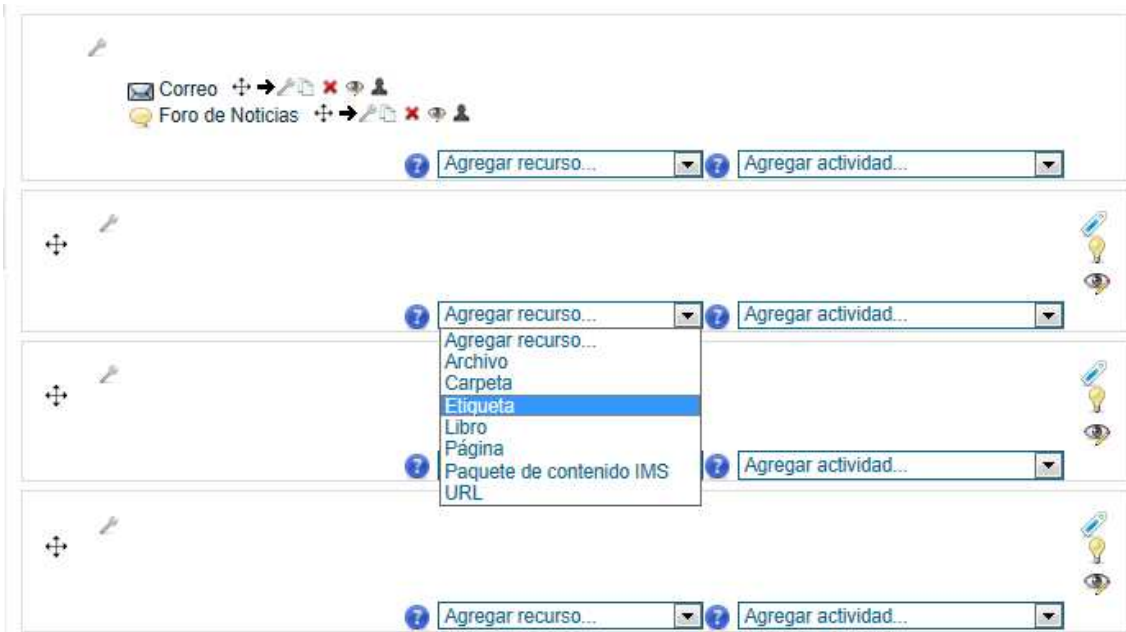 Correo
Foro de Noticias
Agregar recurso... Agregar actividad...
Agregar recurso... Agregar actividad...
Agregar recurso...
Archivo
Carpeta
Etiqueta
Libro
Página
Paquete de contenido IMS
URL
Agregar actividad...
Agregar recurso... Agregar actividad...